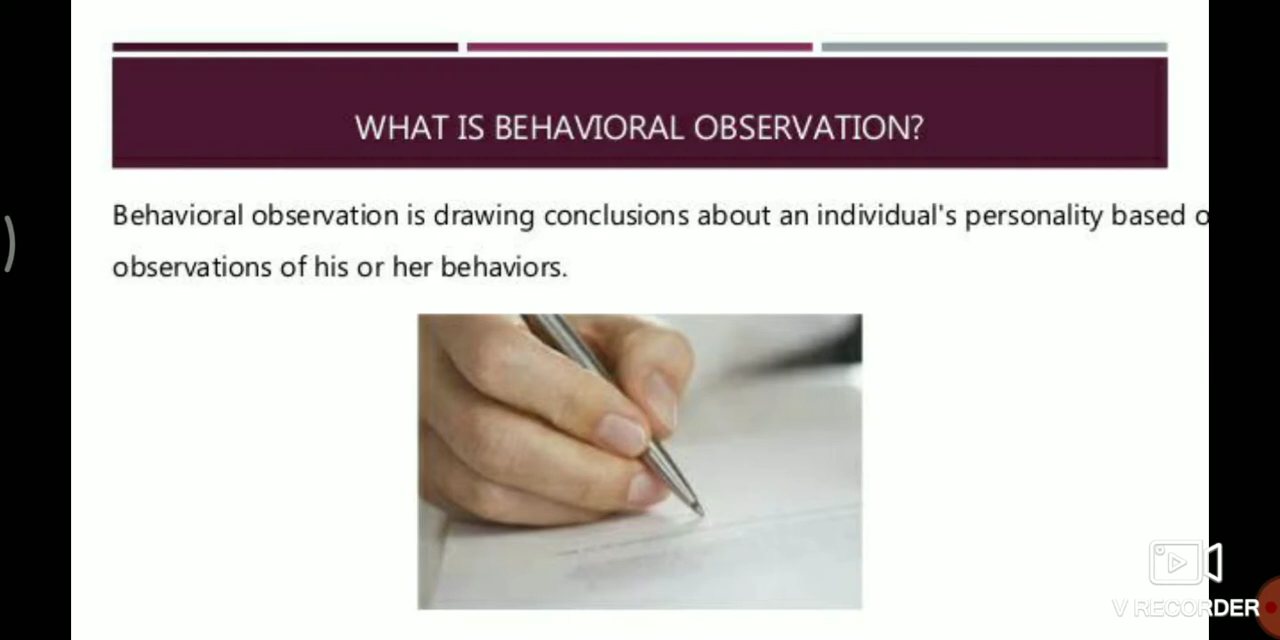 WHAT IS BEHAVIORAL OBSERVATION?
Behavioral observation is drawing conclusions about an individual's personality based
observations of his or her behaviors.
V RECORDER